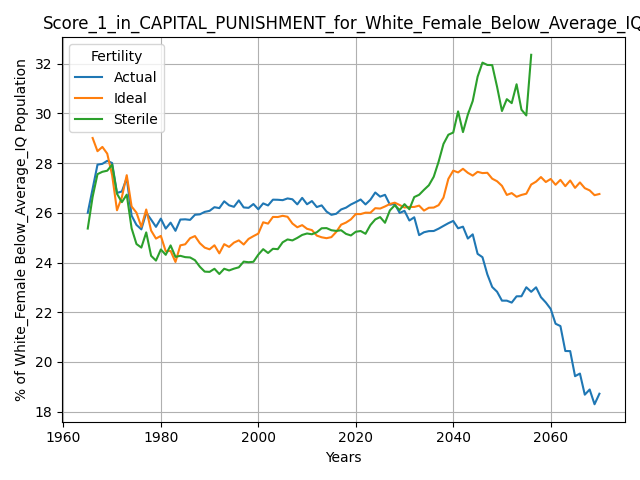 Score_1_in_CAPITAL_PUNISHMENT_for_White_Female_Below_Average_IQ
% of White_Female Below_Average_IQ Population
Fertility
Actual
Ideal
Sterile
32
30
28
26
24
22
20
18
1960
1980
2000
2020
2040
2060
Years